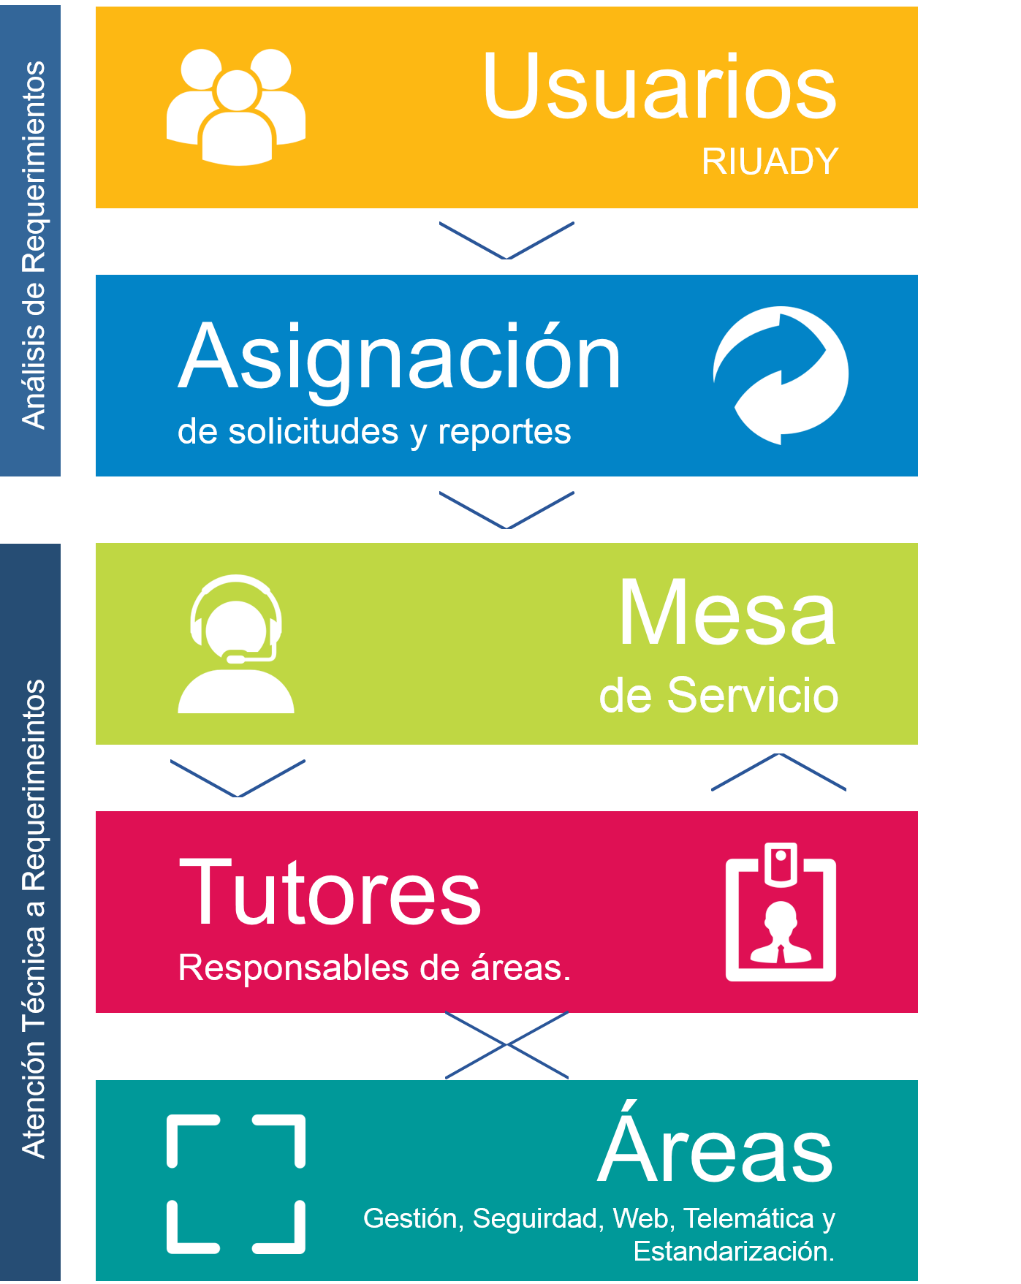 Análisis de Requerimientos
Usuarios
RIUADY
Asignación
de solicitudes y reportes
Atención Técnica a Requerimeintos
Mesa
de Servicio
Tutores
Responsables de áreas.
Áreas
Gestión, Seguirdad, Web, Telemática y
Estandarización.